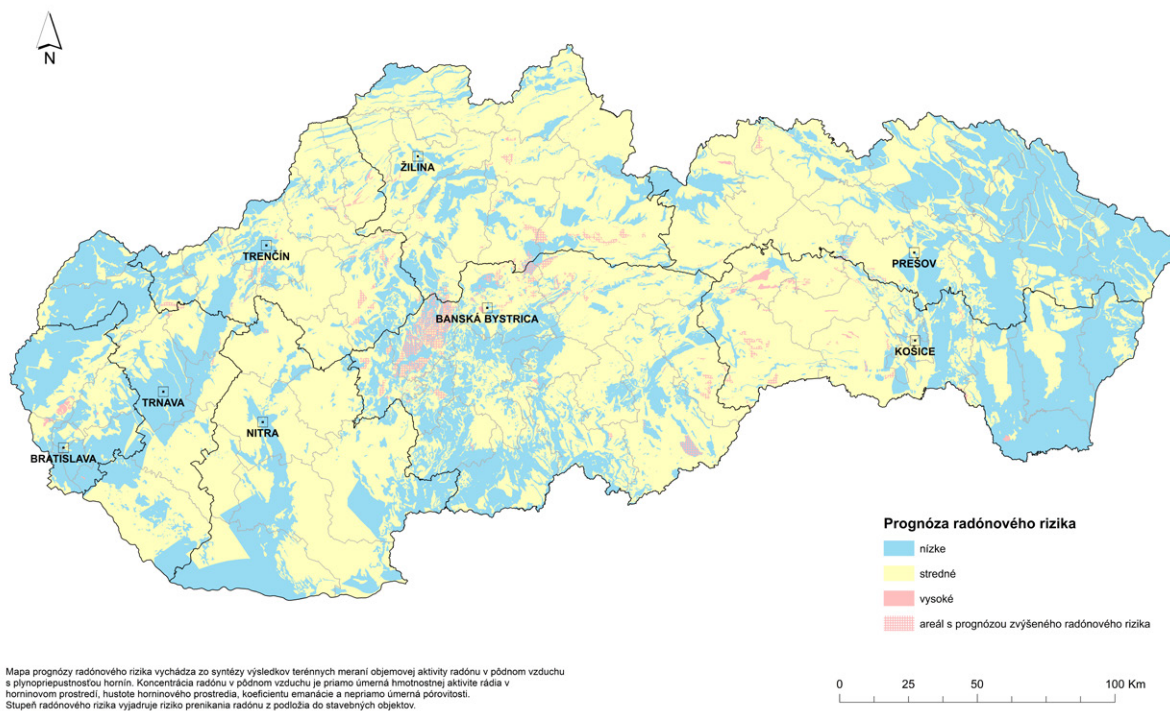 N
ŽILINA
TRENČÍN
PREŠOV
BANSKÁ BYSTRICA
KOŠICE
TRNAVA
NITRA
BRATISLAVA
Prognóza radónového rizika
nízke
stredné
vysoké
areál s prognózou zvýšeného radónového rizika
Mapa prognózy radónového rizika vychádza zo syntézy výsledkov terénnych meraní objemovej aktivity radónu v pôdnom vzduchu
s plynopriepustnosťou hornín. Koncentrácia radónu v pôdnom vzduchu je priamo úmerná hmotnostnej aktivite rádia v
horninovom prostredí, hustote horninového prostredia, koeficientu emanácie a nepriamo úmerná pórovitosti.
Stupeň radónového rizika vyjadruje riziko prenikania radónu z podložia do stavebných objektov.
0 25 50 100 Km